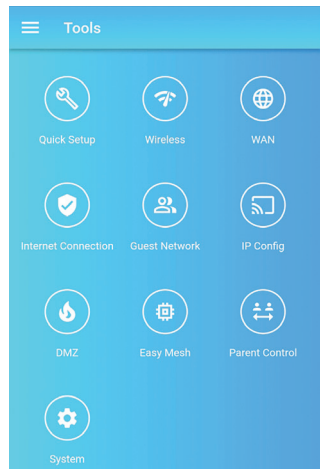 Tools
Quick Setup
Wireless
WAN
Internet Connection
Guest Network
IP Config
DMZ
Easy Mesh
Parent Control
System